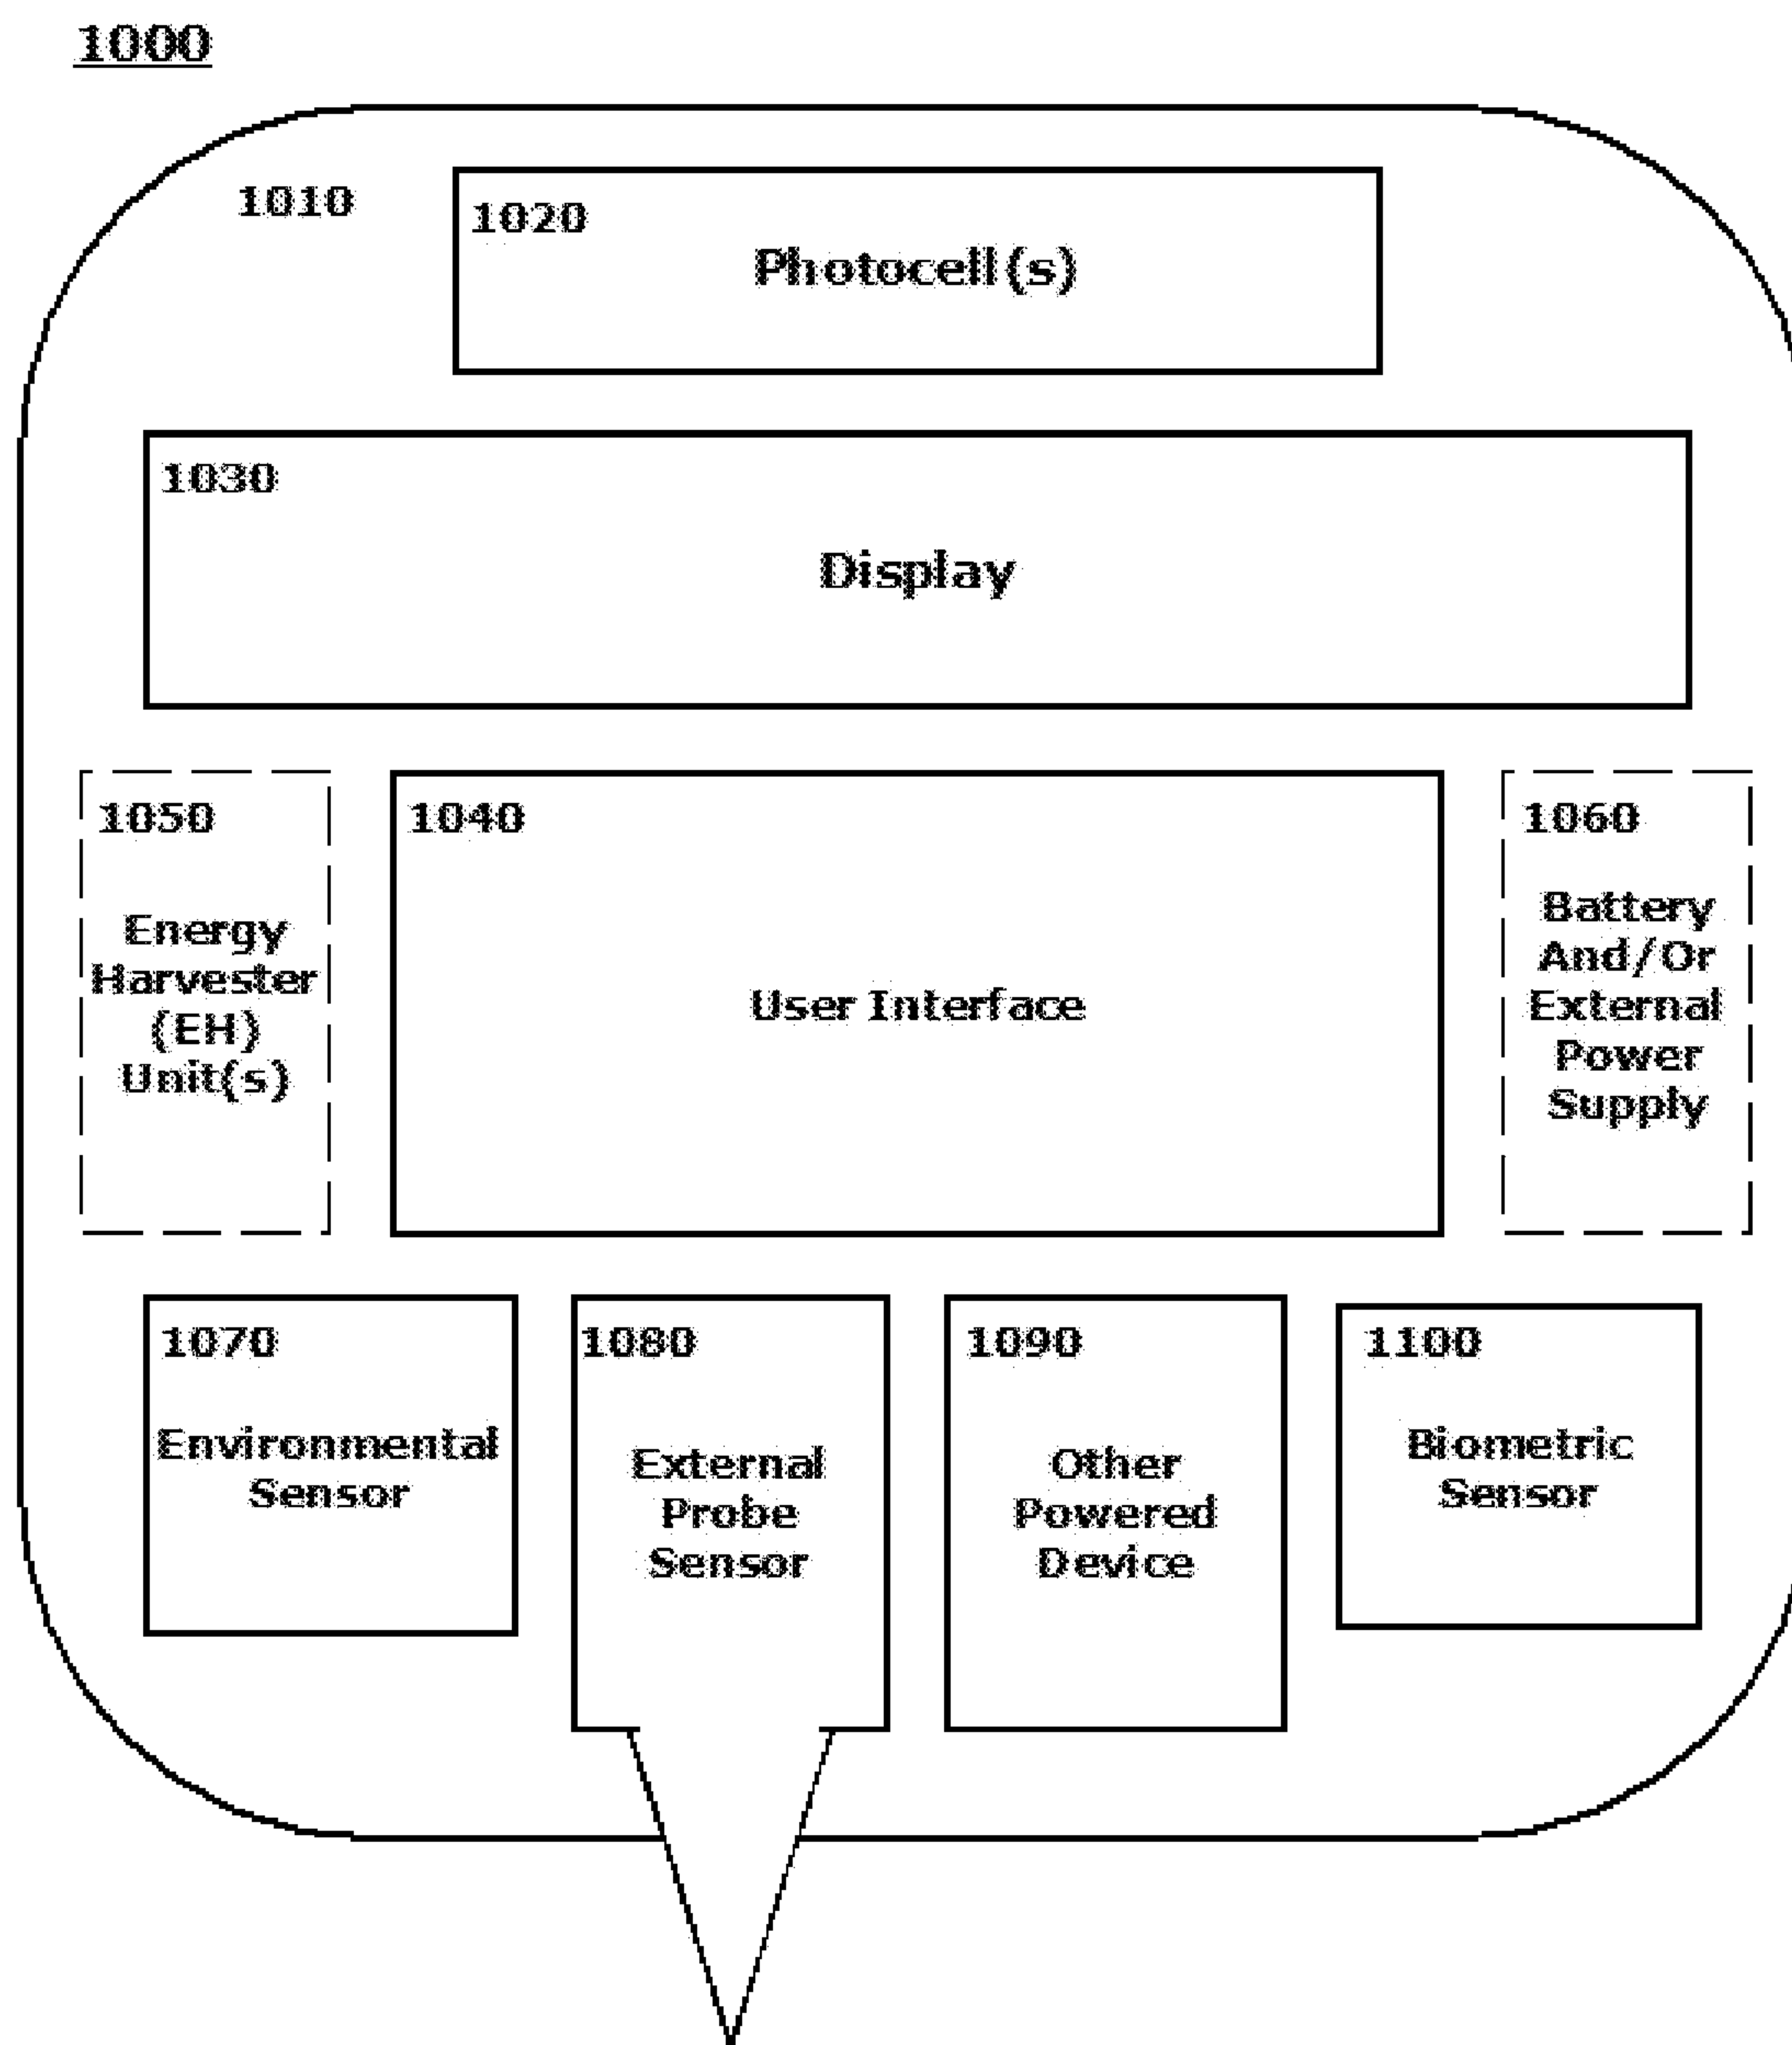 1000
1010
1020
Photocell(s)
1030
Display
1050
Energy
Harvester
(EH)
Unit(s)
1040
User Interface
1060
Battery
And/Or
External
Power
Supply
1070
Environmental
Sensor
1080
External
Probe
Sensor
1090
Other
Powered
Device
1100
Biometric
Sensor